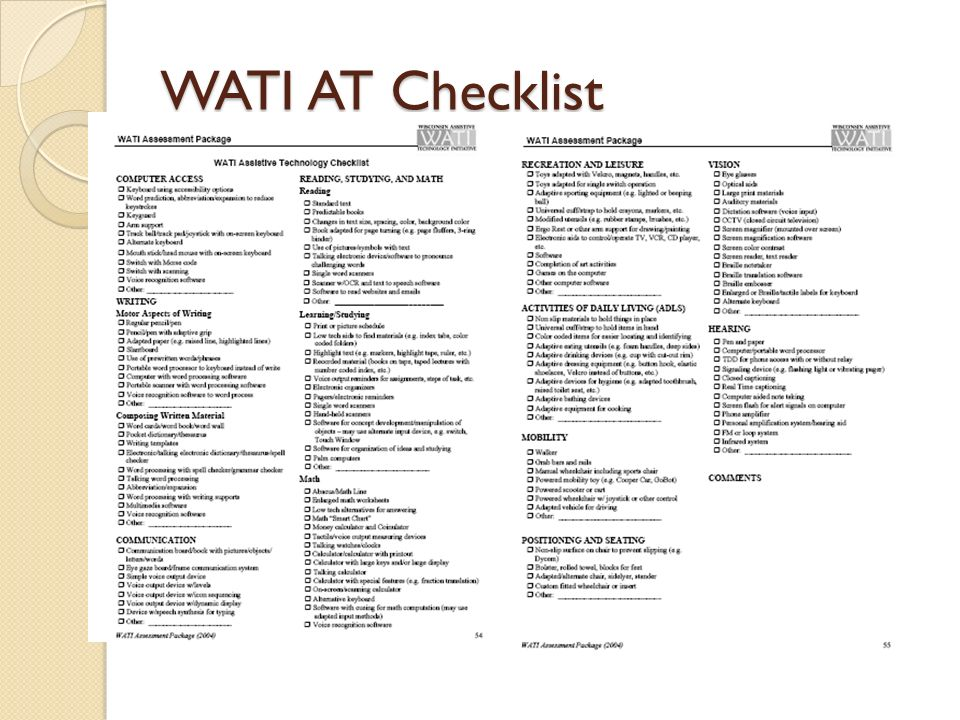 WATI AT Checklist
WATI Assessment Package
WISCONSIN ASSISTIVE
WATI
TECHNOLOGY INITIATIVE
WATI Assistive Technology Checklist
COMPUTER ACCESS
❒ Keyboard using accessibility options
❒ Word prediction, abbreviation/expansion to reduce
keystrokes
❒ Keyguard
❒ Arm support
❒ Track ball/track pad/joystick with on-screen keyboard
❒ Alternate keyboard
❒ Mouth stick/head mouse with on-screen keyboard
❒ Switch with Morse code
❒ Switch with scanning
❒ Voice recognition software
❒ Other: ____________________
WRITING
Motor Aspects of Writing
❒ Regular pencil/pen
❒ Pencil/pen with adaptive grip
❒ Adapted paper (e.g. raised line, highlighted lines)
❒ Slantboard
❒ Use of prewritten words/phrases
❒ Portable word processor to keyboard instead of write
❒ Computer with word processing software
❒ Portable scanner with word processing software
❒ Voice recognition software to word process
❒ Other: ____________________
Composing Written Material
❒ Word cards/word book/word wall
❒ Pocket dictionary/thesaurus
❒ Writing templates
❒ Electronic/talking electronic dictionary/thesaurus/spell
checker
❒ Word processing with spell checker/grammar checker
❒ Talking word processing
❒ Abbreviation/expansion
❒ Word processing with writing supports
❒ Multimedia software
❒ Voice recognition software
❒ Other: ____________________
COMMUNICATION
❒ Communication board/book with pictures/objects/
letters/words
❒ Eye gaze board/frame communication system
❒ Simple voice output device
❒ Voice output device w/levels
❒ Voice output device w/icon sequencing
❒ Voice output device w/dynamic display
❒ Device w/speech synthesis for typing
❒ Other: ____________________
READING, STUDYING, AND MATH
Reading
❒ Standard text
❒ Predictable books
❒ Changes in text size, spacing, color, background color
❒ Book adapted for page turning (e.g. page fluffers, 3-ring
binder)
❒ Use of pictures/symbols with text
❒ Talking electronic device/software to pronounce
challenging words
❒ Single word scanners
❒ Scanner w/OCR and text to speech software
❒ Software to read websites and emails
❒ Other: ____________________
Learning/Studying
❒ Print or picture schedule
❒ Low tech aids to find materials (e.g. index tabs, color
coded folders)
❒ Highlight text (e.g. markers, highlight tape, ruler, etc.)
❒ Recorded material (books on tape, taped lectures with
number coded index, etc.)
❒ Voice output reminders for assignments, steps of task, etc.
❒ Electronic organizers
❒ Pagers/electronic reminders
❒ Single word scanners
❒ Hand-held scanners
❒ Software for concept development/manipulation of
objects – may use alternate input device, e.g. switch,
Touch Window
❒ Software for organization of ideas and studying
❒ Palm computers
❒ Other: ____________________
Math
❒ Abacus/Math Line
❒ Enlarged math worksheets
❒ Low tech alternatives for answering
❒ Math "Smart Chart"
❒ Money calculator and Coinulator
❒ Tactile/voice output measuring devices
❒ Talking watches/clocks
❒ Calculator/calculator with printout
❒ Calculator with large keys and/or large display
❒ Talking calculator
❒ Calculator with special features (e.g. fraction translation)
❒ On-screen/scanning calculator
❒ Alternative keyboard
❒ Software with cueing for math computation (may use
adapted input methods)
❒ Voice recognition software
WATI Assessment Package (2004)
54
WATI Assessment Package
WISCONSIN ASSISTIVE
WATI
TECHNOLOGY INITIATIVE
RECREATION AND LEISURE
❒ Toys adapted with Velcro, magnets, handles, etc.
❒ Toys adapted for single switch operation
❒ Adaptive sporting equipment (e.g. lighted or beeping
ball)
❒ Universal cuff/strap to hold crayons, markers, etc.
❒ Modified utensils (e.g. rubber stamps, brushes, etc.)
❒ Ergo Rest or other arm support for drawing/painting
❒ Electronic aids to control/operate TV, VCR, CD player,
etc.
❒ Software
❒ Completion of art activities
❒ Games on the computer
❒ Other computer software
❒ Other: ____________________
ACTIVITIES OF DAILY LIVING (ADLS)
❒ Non slip materials to hold things in place
❒ Universal cuff/strap to hold items in hand
❒ Color coded items for easier locating and identifying
❒ Adaptive eating utensils (e.g. foam handles, deep sides)
❒ Adaptive drinking devices (e.g. cup with cut-out rim)
❒ Adaptive dressing equipment (e.g. button hook, elastic
shoelaces, Velcro instead of buttons, etc.)
❒ Adaptive devices for hygiene (e.g. adapted toothbrush,
raised toilet seat, etc.)
❒ Adaptive bathing devices
❒ Adaptive equipment for cooking
❒ Other: ____________________
MOBILITY
❒ Walker
❒ Grab bars and rails
❒ Manual wheelchair including sports chair
❒ Powered mobility toy (e.g. Cooper Car, GoBot)
❒ Powered scooter or cart
❒ Powered wheelchair w/ joystick or other control
❒ Adapted vehicle for driving
❒ Other: ____________________
POSITIONING AND SEATING
❒ Non-slip surface on chair to prevent slipping (e.g.
Dycem)
❒ Bolster, rolled towel, blocks for feet
❒ Adapted/alternate chair, sidelyer, stander
❒ Custom fitted wheelchair or insert
❒ Other: ____________________
VISION
❒ Eye glasses
❒ Optical aids
❒ Large print materials
❒ Auditory materials
❒ Dictation software (voice input)
❒ CCTV (closed circuit television)
❒ Screen magnifier (mounted over screen)
❒ Screen magnification software
❒ Screen color contrast
❒ Screen reader, text reader
❒ Braille notetaker
❒ Braille translation software
❒ Braille embosser
❒ Enlarged or Braille/tactile labels for keyboard
❒ Alternate keyboard
❒ Other: ____________________
HEARING
❒ Pen and paper
❒ Computer/portable word processor
❒ TDD for phone access with or without relay
❒ Signaling device (e.g. flashing light or vibrating pager)
❒ Closed captioning
❒ Real Time captioning
❒ Computer aided note taking
❒ Screen flash for alert signals on computer
❒ Phone amplifier
❒ Personal amplification system/hearing aid
❒ FM or loop system
❒ Infrared system
❒ Other: ____________________
COMMENTS
WATI Assessment Package (2004)
55